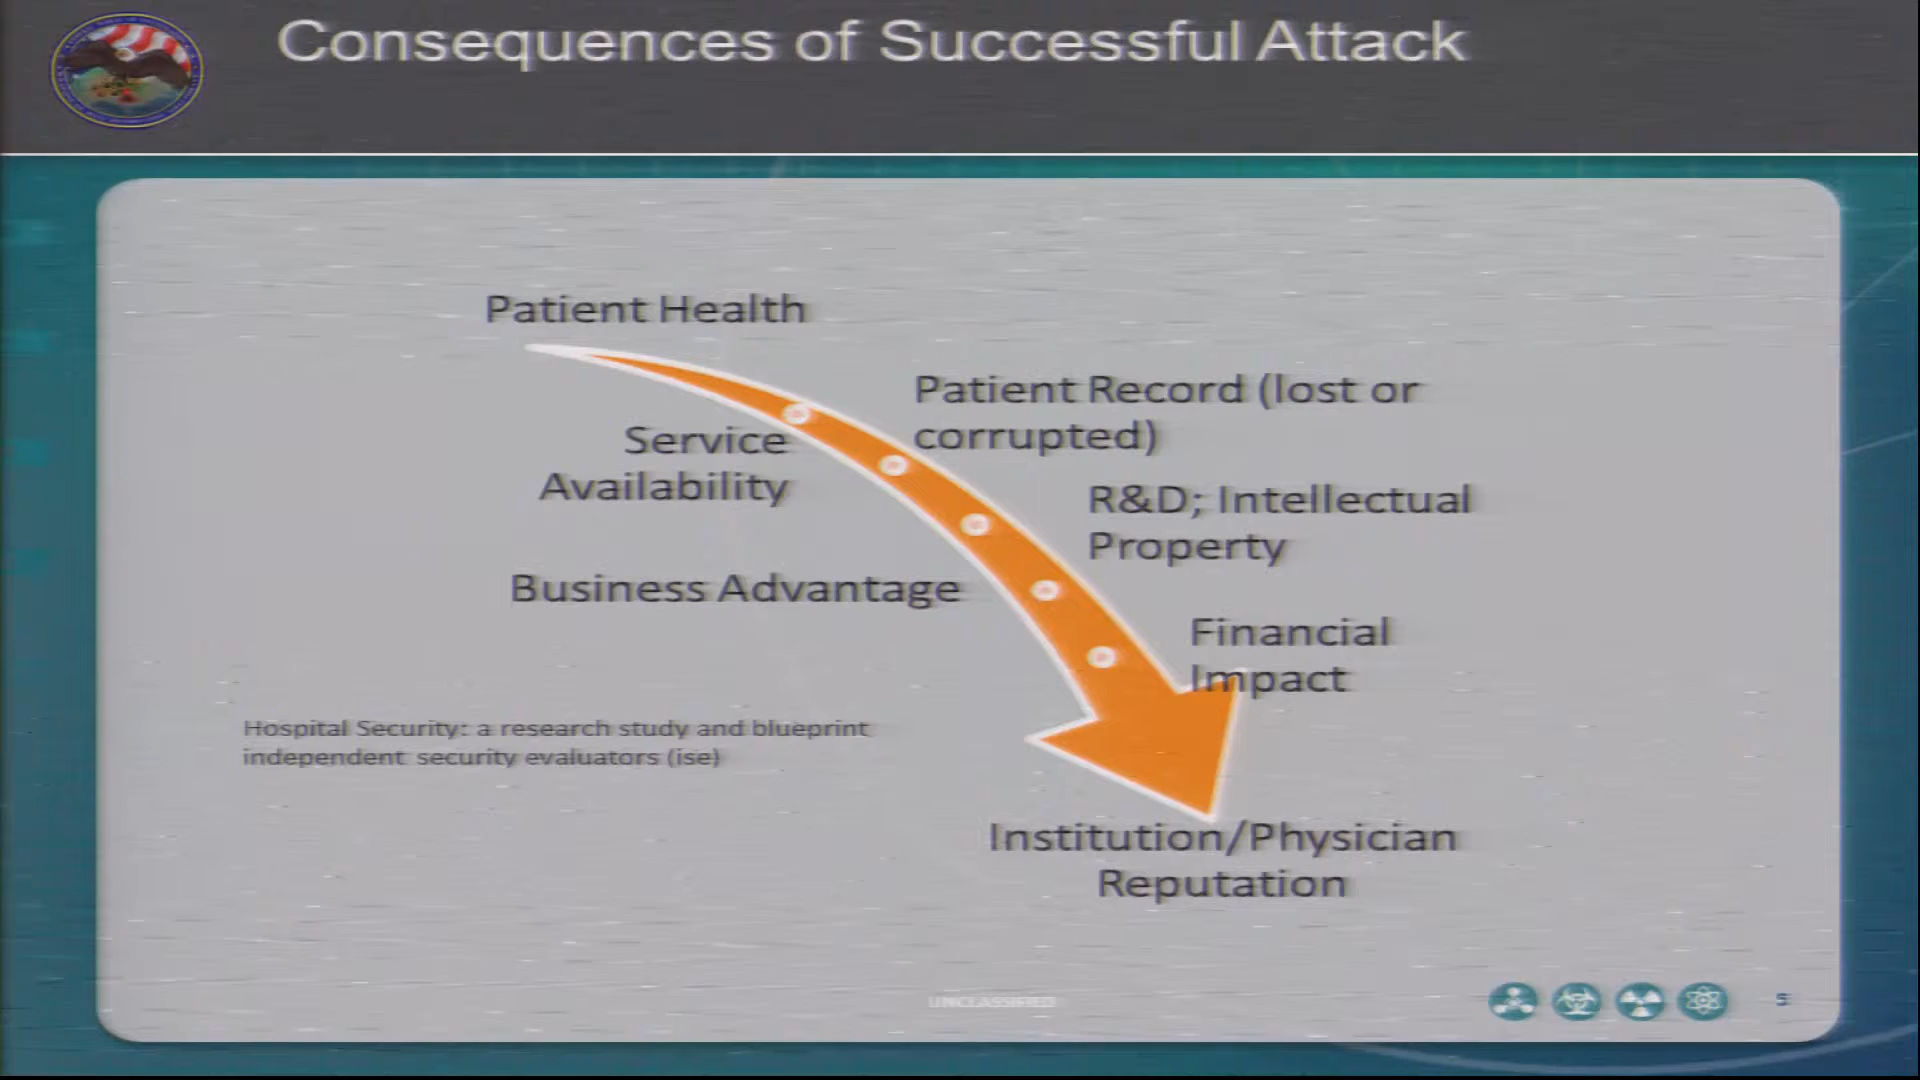 Consequences of Successful Attack
Patient Health
Patient Record (lost or
corrupted)
Service
Availability
R&D; Intellectual
Property
Business Advantage
Financial
Impact
Hospital Security: a research study and blueprint
independent security evaluators (ise)
Institution/Physician
Reputation
UNCLASSIFIED
5